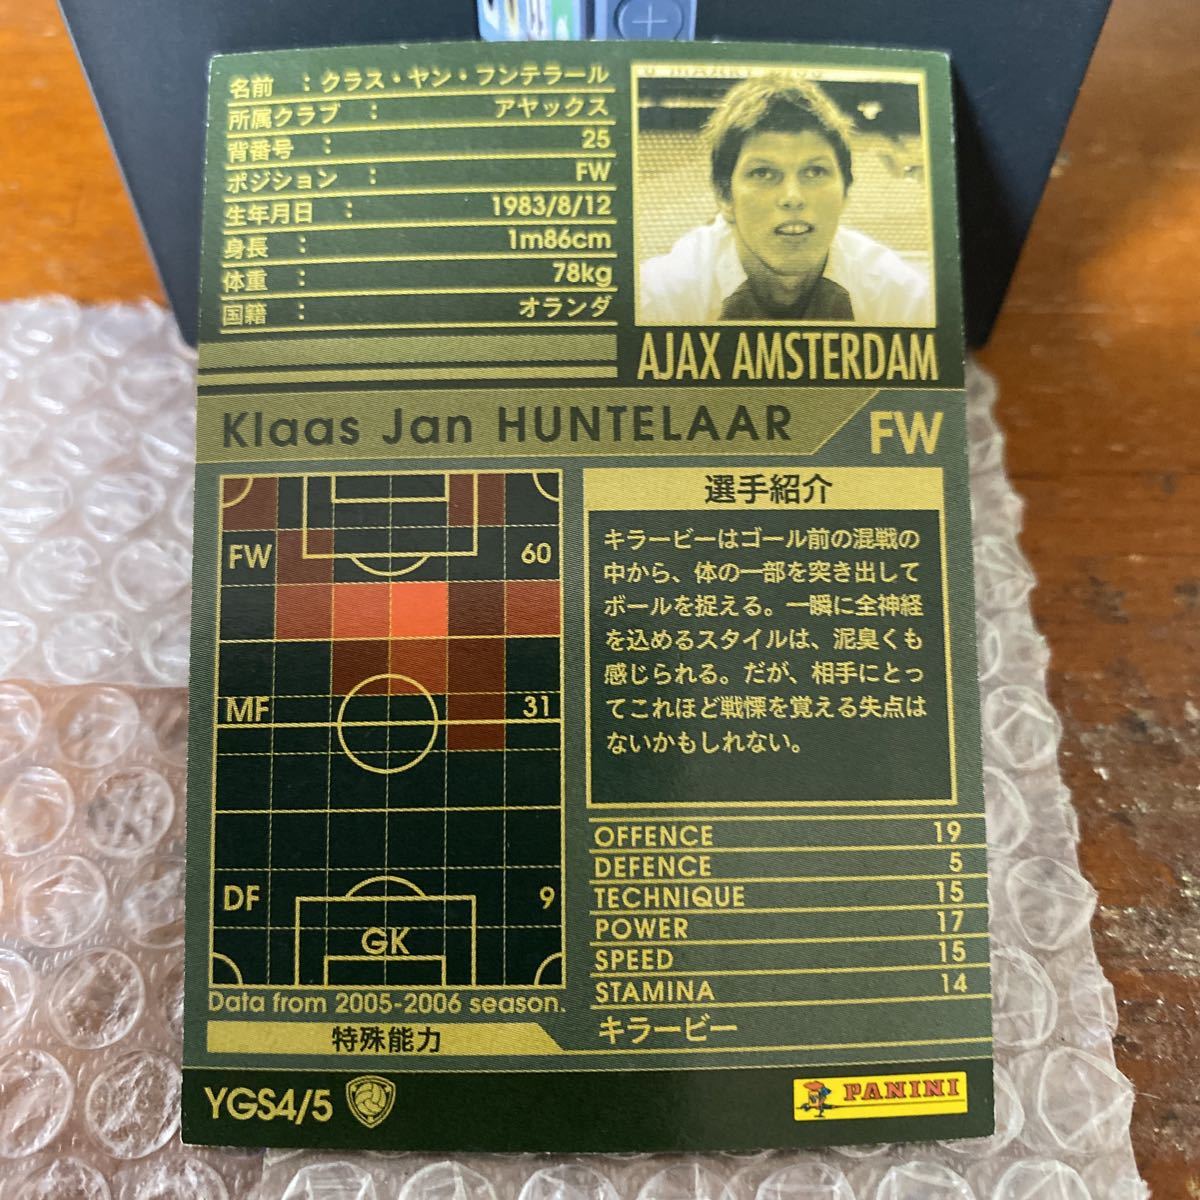 名前 ：クラス・ヤン・フンテラール
所属クラブ ： アヤックス
背番号 ： 25
ポジション ： FW
生年月日 ： 1983/8/12
身長 ： 1m86cm
体重 ： 78kg
国籍 ： オランダ
AJAX AMSTERDAM
Klaas Jan HUNTELAAR
FW
FW 60
MF 31
DF 9
GK
Data from 2005-2006 season.
選手紹介
キラービーはゴール前の混戦の
中から、体の一部を突き出して
ボールを捉える。一瞬に全神経
を込めるスタイルは、泥臭くも
感じられる。だが、相手にとっ
てこれほど戦慄を覚える失点は
ないかもしれない。
OFFENCE 19
DEFENCE 5
TECHNIQUE 15
POWER 17
SPEED 15
STAMINA 14
特殊能力
キラービー
YGS4/5
PANINI